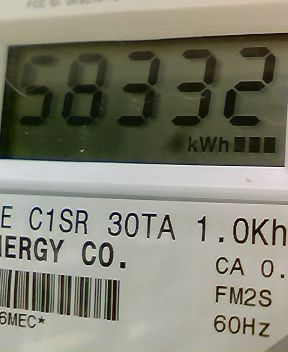 58332
kWh
E C1SR 30TA 1.0Kh
NERGY CO.
CA 0.
FM2S
6MEC*
60Hz